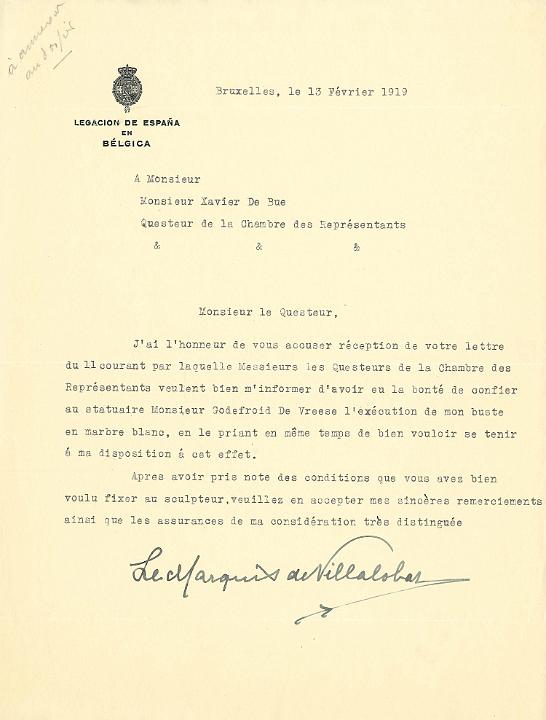 à annexer
au dossier
Bruxelles, le 13 Février 1919
LEGACION DE ESPAÑA
EN
BÉLGICA
A Monsieur
Monsieur Xavier De Bue
Questeur de la Chambre des Représentants
& & &
Monsieur le Questeur,
J'ai l'honneur de vous accuser réception de votre lettre
du 11 courant par laquelle Messieurs les Questeurs de la Chambre des
Représentants veulent bien m'informer d'avoir eu la bonté de confier
au statuaire Monsieur Godefroid De Vreese l'exécution de mon buste
en marbre blanc, en le priant en même temps de bien vouloir se tenir
á ma disposition á cet effet.
Apres avoir pris note des conditions que vous avez bien
voulu fixer au sculpteur,veuillez en accepter mes sincères remerciements
ainsi que les assurances de ma considération très distinguée
Le Marquis de Villalobar